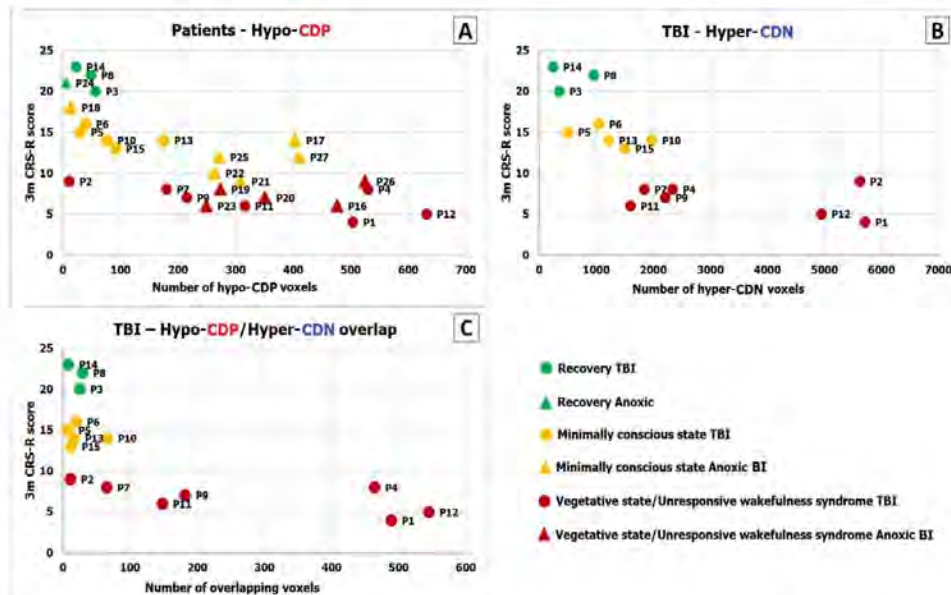 Patients - Hypo-CDP
A
25
20
15
10
5
0
3m CRS-R score
P14
P8
P24
P3
P18
P6
P5
P10
P15
P13
P17
P25
P27
P22
P21
P2
P7
P19
P26
P4
P9
P20
P23
P11
P16
P12
P1
0 100 200 300 400 500 600 700
Number of hypo-CDP voxels
TBI - Hyper-CDN
B
25
20
15
10
5
0
3m CRS-R score
P14
P8
P3
P6
P5
P13
P10
P15
P2
P7
P4
P9
P11
P12
P1
0 1000 2000 3000 4000 5000 6000 7000
Number of hyper-CDN voxels
TBI – Hypo-CDP/Hyper-CDN overlap
C
25
20
15
10
5
0
3m CRS-R score
P14
P8
P3
P6
P5
P13
P10
P15
P2
P7
P4
P9
P11
P12
P1
0 100 200 300 400 500 600
Number of overlapping voxels
Recovery TBI
Recovery Anoxic
Minimally conscious state TBI
Minimally conscious state Anoxic BI
Vegetative state/Unresponsive wakefulness syndrome TBI
Vegetative state/Unresponsive wakefulness syndrome Anoxic BI